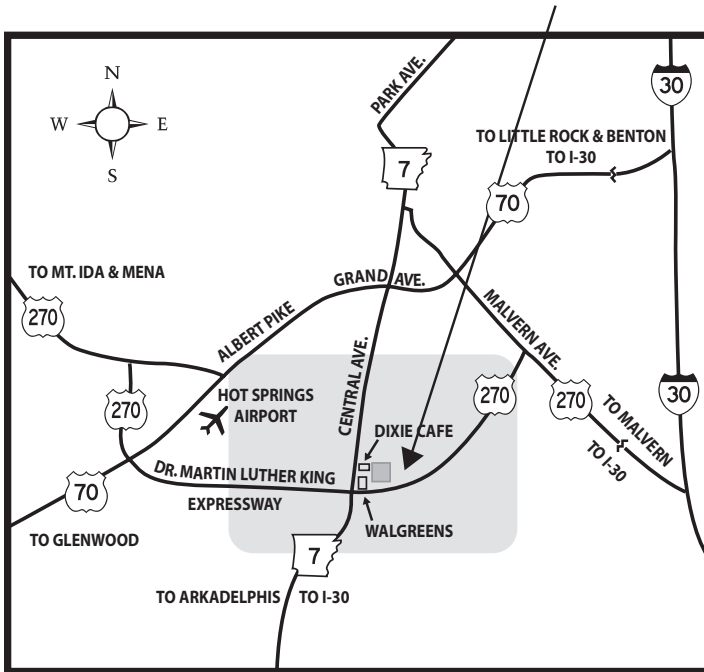 PARK AVE.
N
W
E
S
30
7
TO LITTLE ROCK & BENTON
TO I-30
70
TO MT. IDA & MENA
270
GRAND AVE.
ALBERT PIKE
MALVERN AVE.
CENTRAL AVE.
HOT SPRINGS
AIRPORT
270
270
270
30
TO MALVERN
TO I-30
DIXIE CAFE
DR. MARTIN LUTHER KING
EXPRESSWAY
70
WALGREENS
TO GLENWOOD
7
TO ARKADELPHIS
TO I-30